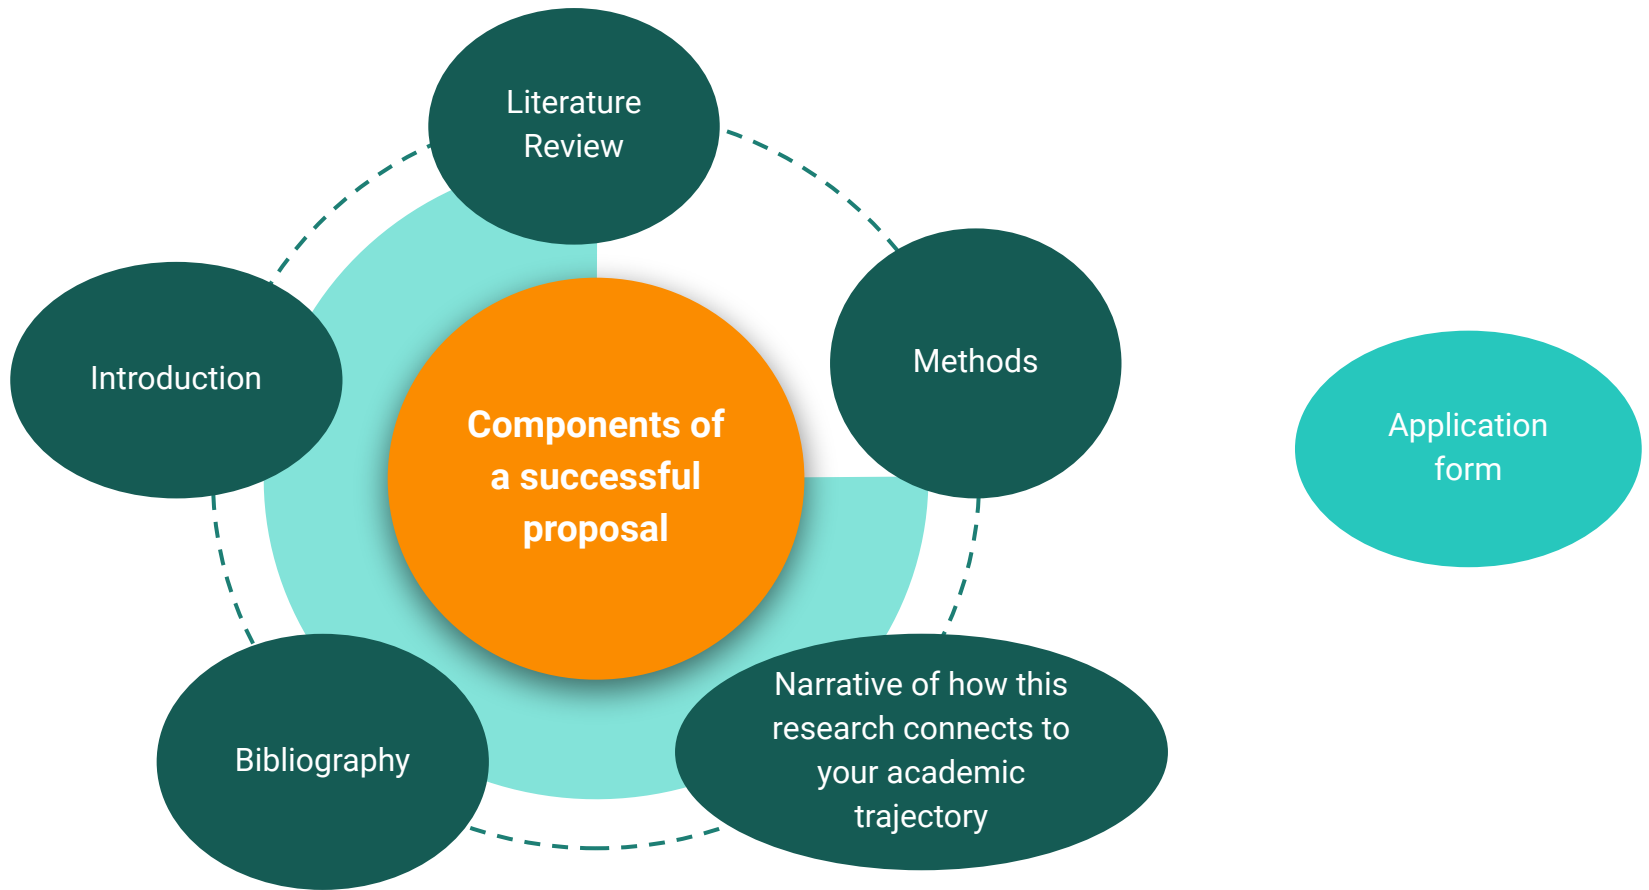 Literature
Review
Introduction
Methods
Components of
a successful
proposal
Application
form
Bibliography
Narrative of how this
research connects to
your academic
trajectory